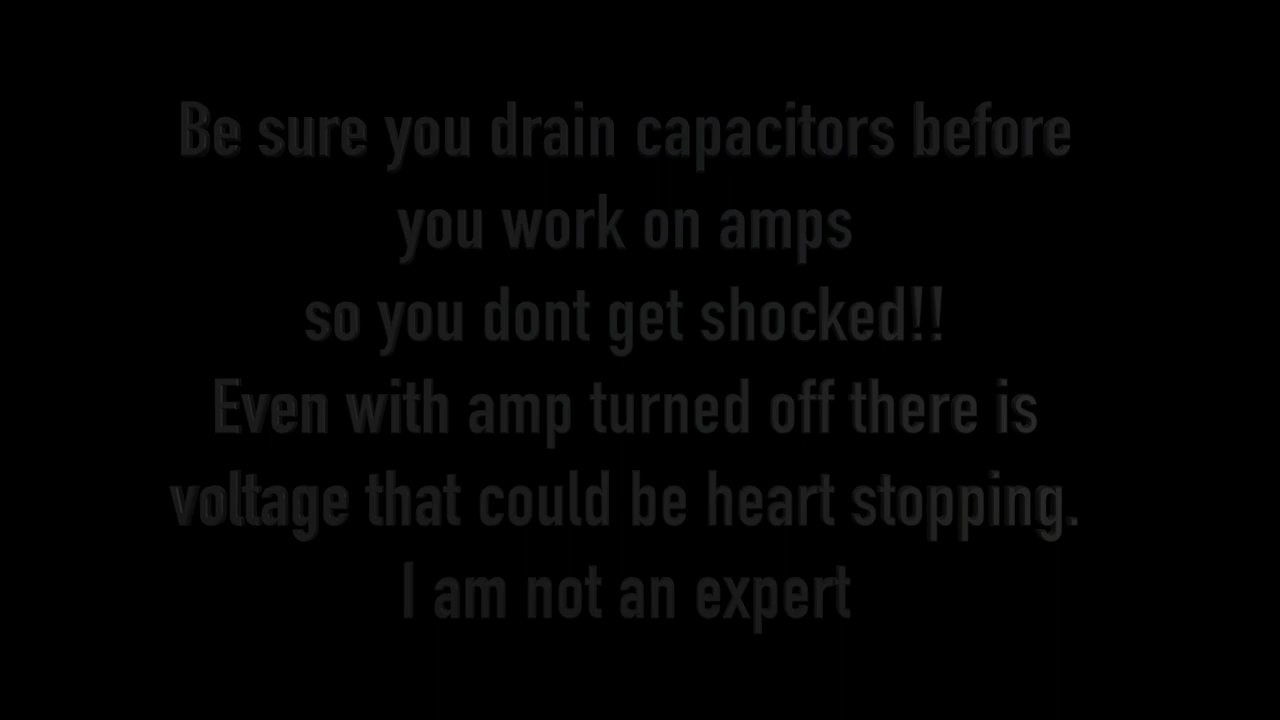 Be sure you drain capacitors before
you work on amps
so you dont get shocked!!
Even with amp turned off there is
voltage that could be heart stopping.
I am not an expert